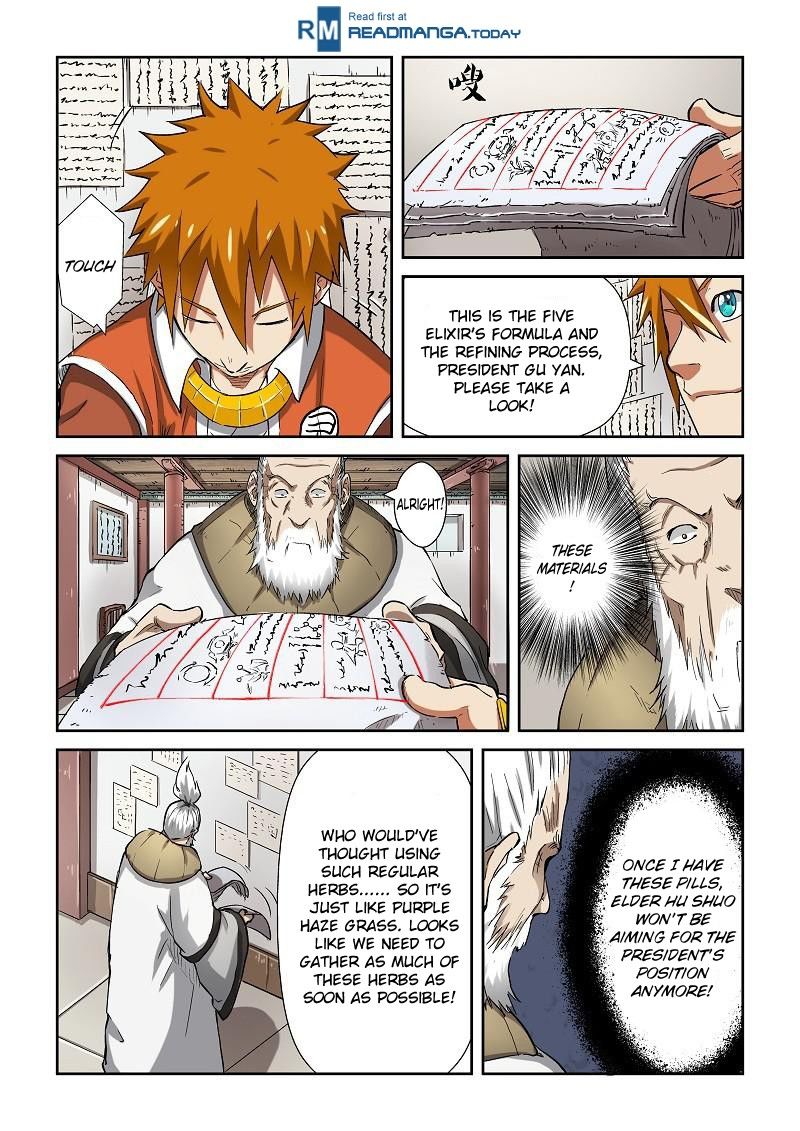 RM
Read first at
READMANGA.TODAY
TOUCH
嗖
THIS IS THE FIVE
ELIXIR'S FORMULA AND
THE REFINING PROCESS,
PRESIDENT GU YAN.
PLEASE TAKE A
LOOK!
ALRIGHT!
THESE
MATERIALS
!
WHO WOULD'VE
THOUGHT USING
SUCH REGULAR
HERBS...... SO IT'S
JUST LIKE PURPLE
HAZE GRASS. LOOKS
LIKE WE NEED TO
GATHER AS MUCH OF
THESE HERBS AS
SOON AS POSSIBLE!
ONCE I HAVE
THESE PILLS,
ELDER HU SHUO
WON'T BE
AIMING FOR THE
PRESIDENT'S
POSITION
ANYMORE!